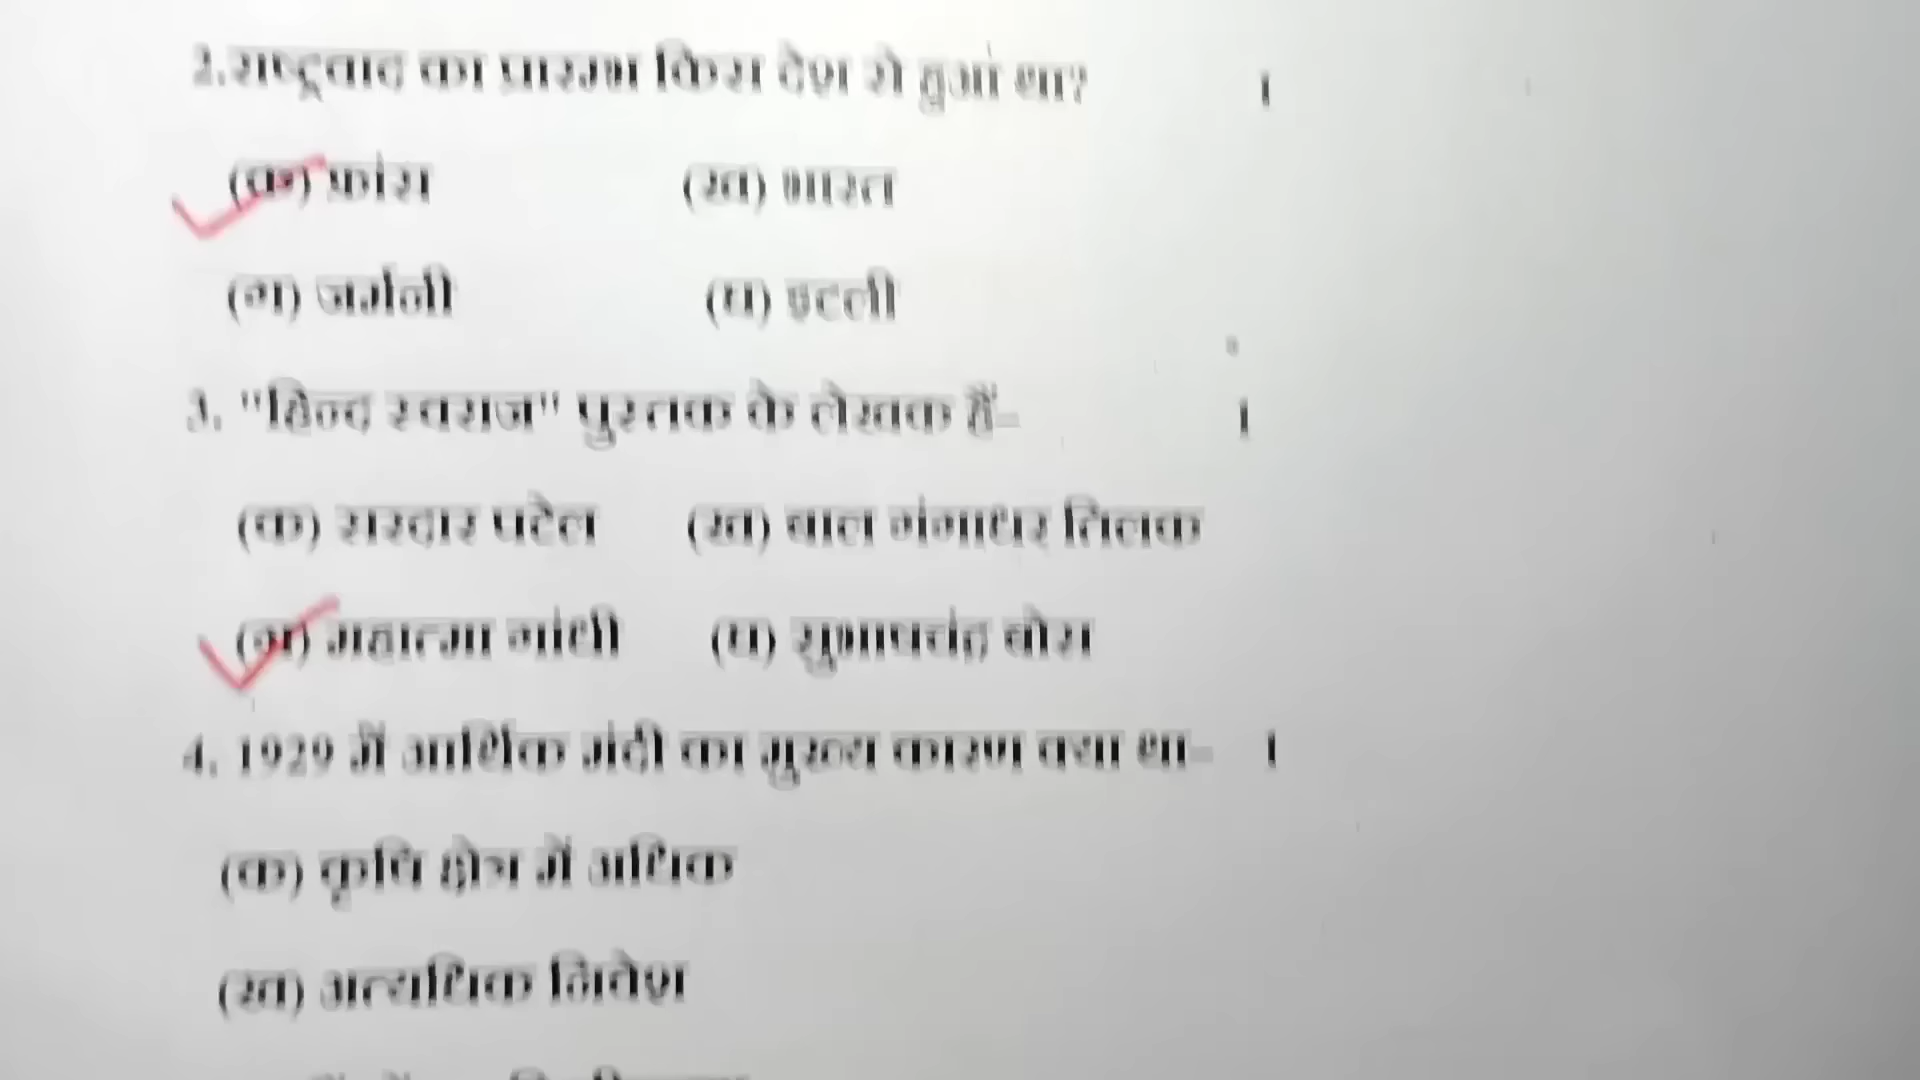 2.राष्ट्रवाद का प्रारम्भ किस देश से हुआं था? 1
(क) फ्रांस (ख) भारत
(ग) जर्मनी (घ) इटली
3. "हिन्द स्वराज" पुस्तक के लेखक हैं- 1
(क) सरदार पटेल (ख) बाल गंगाधर तिलक
(ग) महात्मा गांधी (घ) सुभाषचंद्र बोस
4. 1929 में आर्थिक मंदी का मुख्य कारण क्या था- 1
(क) कृषि क्षेत्र में अधिक
(ख) अत्यधिक निवेश